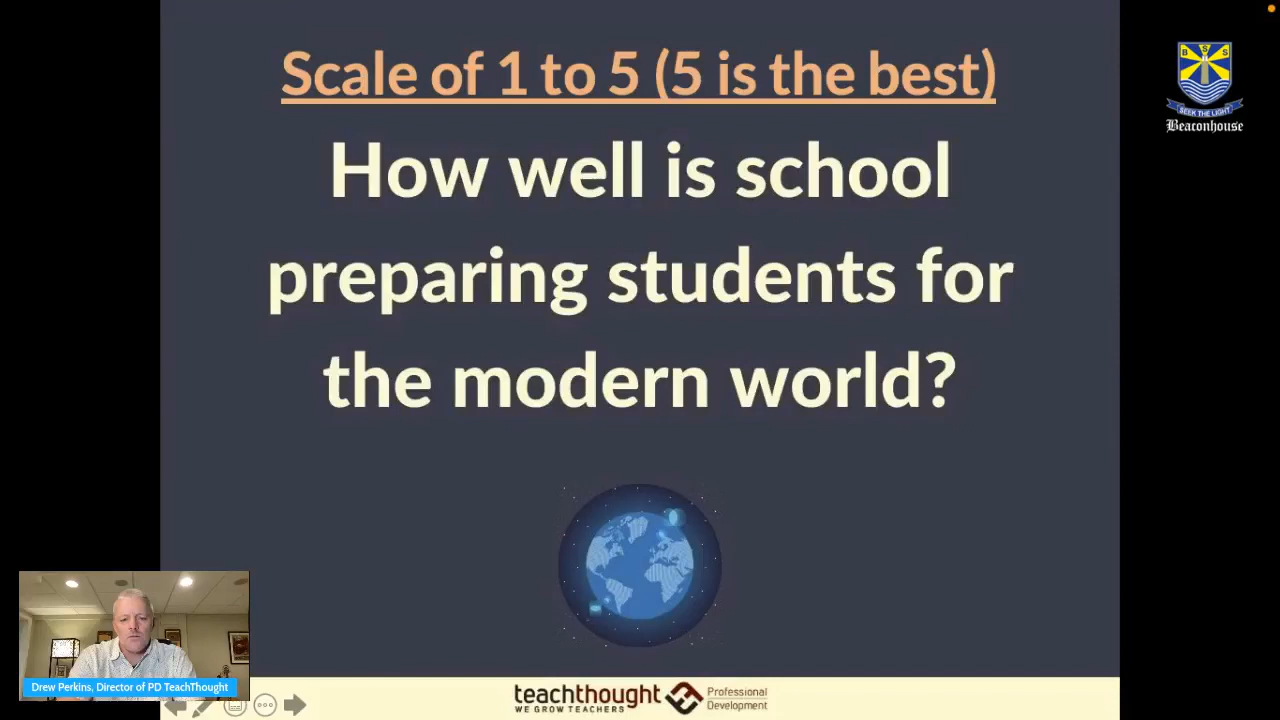 Scale of 1 to 5 (5 is the best)
How well is school
preparing students for
the modern world?
B S S
SEEK THE LIGHT
Beaconhouse
Drew Perkins, Director of PD TeachThought
teachthought
WE GROW TEACHERS
Professional
Development